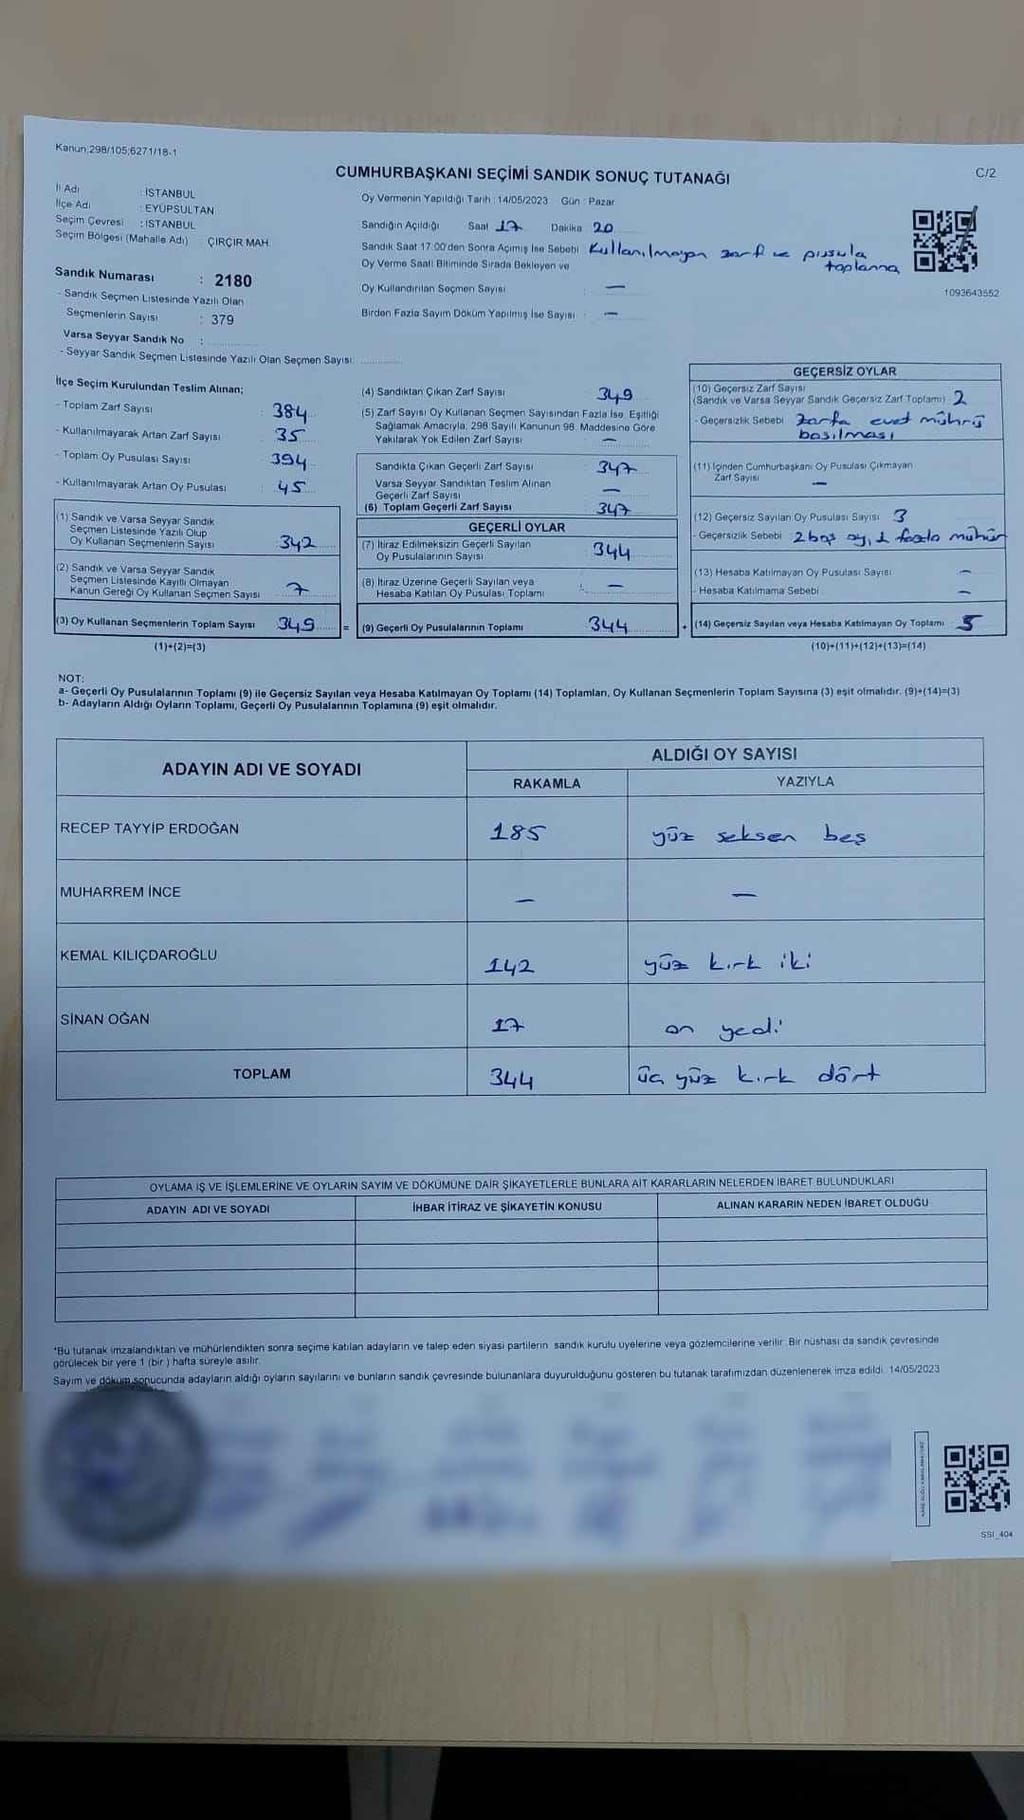 Kanun;298/105;6271/18-1
CUMHURBAŞKANI SEÇİMİ SANDIK SONUÇ TUTANAĞI
C/2
İl Adı : İSTANBUL
İlçe Adı : EYÜPSULTAN
Seçim Çevresi : İSTANBUL
Seçim Bölgesi (Mahalle Adı) ÇIRÇIR MAH.
Oy Vermenin Yapıldığı Tarih : 14/05/2023 Gün : Pazar
Sandığın Açıldığı Saat 17 Dakika 20
Sandık Saat 17:00'den Sonra Açımış İse Sebebi Kullanılmayan zarf ve pusula toplanma
Oy Verme Saati Bitiminde Sırada Bekleyen ve
Oy Kullandırılan Seçmen Sayısı : —
Birden Fazla Sayım Döküm Yapılmış İse Sayısı : —
1093643552
Sandık Numarası : 2180
- Sandık Seçmen Listesinde Yazılı Olan
Seçmenlerin Sayısı : 379
Varsa Seyyar Sandık No :
- Seyyar Sandık Seçmen Listesinde Yazılı Olan Seçmen Sayısı:
İlçe Seçim Kurulundan Teslim Alınan;
- Toplam Zarf Sayısı : 384
- Kullanılmayarak Artan Zarf Sayısı : 35
- Toplam Oy Pusulası Sayısı : 394
- Kullanılmayarak Artan Oy Pusulası : 45
(1) Sandık ve Varsa Seyyar Sandık
Seçmen Listesinde Yazılı Olup
Oy Kullanan Seçmenlerin Sayısı : 342
(2) Sandık ve Varsa Seyyar Sandık
Seçmen Listesinde Kayıtlı Olmayan
Kanun Gereği Oy Kullanan Seçmen Sayısı : 7
(3) Oy Kullanan Seçmenlerin Toplam Sayısı 349 =
(1)+(2)=(3)
(4) Sandıktan Çıkan Zarf Sayısı 349
(5) Zarf Sayısı Oy Kullanan Seçmen Sayısından Fazla İse, Eşitliği
Sağlamak Amacıyla, 298 Sayılı Kanunun 98. Maddesine Göre
Yakılarak Yok Edilen Zarf Sayısı —
Sandıkta Çıkan Geçerli Zarf Sayısı 347
Varsa Seyyar Sandıktan Teslim Alınan
Geçerli Zarf Sayısı —
(6) Toplam Geçerli Zarf Sayısı 347
GEÇERLİ OYLAR
(7) İtiraz Edilmeksizin Geçerli Sayılan
Oy Pusulalarının Sayısı 344
(8) İtiraz Üzerine Geçerli Sayılan veya
Hesaba Katılan Oy Pusulası Toplamı : —
(9) Geçerli Oy Pusulalarının Toplamı 344 +
GEÇERSİZ OYLAR
(10) Geçersiz Zarf Sayısı
(Sandık ve Varsa Seyyar Sandık Geçersiz Zarf Toplamı) 2
- Geçersizlik Sebebi zarfa evet mührü
basılması
(11) İçinden Cumhurbaşkanı Oy Pusulası Çıkmayan
Zarf Sayısı —
(12) Geçersiz Sayılan Oy Pusulası Sayısı 3
- Geçersizlik Sebebi 2 boş oy, 1 fazla mühür
(13) Hesaba Katılmayan Oy Pusulası Sayısı —
- Hesaba Katılmama Sebebi —
(14) Geçersiz Sayılan veya Hesaba Katılmayan Oy Toplamı 5
(10)+(11)+(12)+(13)=(14)
NOT:
a- Geçerli Oy Pusulalarının Toplamı (9) ile Geçersiz Sayılan veya Hesaba Katılmayan Oy Toplamı (14) Toplamları, Oy Kullanan Seçmenlerin Toplam Sayısına (3) eşit olmalıdır. (9)+(14)=(3)
b- Adayların Aldığı Oyların Toplamı, Geçerli Oy Pusulalarının Toplamına (9) eşit olmalıdır.
ADAYIN ADI VE SOYADI ALDIĞI OY SAYISI
RAKAMLA YAZIYLA
RECEP TAYYİP ERDOĞAN 185 yüz seksen beş
MUHARREM İNCE — —
KEMAL KILIÇDAROĞLU 142 yüz kırk iki
SİNAN OĞAN 17 on yedi
TOPLAM 344 üç yüz kırk dört
OYLAMA İŞ VE İŞLEMLERİNE VE OYLARIN SAYIM VE DÖKÜMÜNE DAİR ŞİKAYETLERLE BUNLARA AİT KARARLARIN NELERDEN İBARET BULUNDUKLARI
ADAYIN ADI VE SOYADI İHBAR İTİRAZ VE ŞİKAYETİN KONUSU ALINAN KARARIN NEDEN İBARET OLDUĞU
*Bu tutanak imzalandıktan ve mühürlendikten sonra seçime katılan adayların ve talep eden siyasi partilerin sandık kurulu üyelerine veya gözlemcilerine verilir. Bir nüshası da sandık çevresinde
görülecek bir yere 1 (bir ) hafta süreyle asılır.
Sayım ve döküm sonucunda adayların aldığı oyların sayılarını ve bunların sandık çevresinde bulunanlara duyurulduğunu gösteren bu tutanak tarafımızdan düzenlenerek imza edildi. 14/05/2023
SSI_404